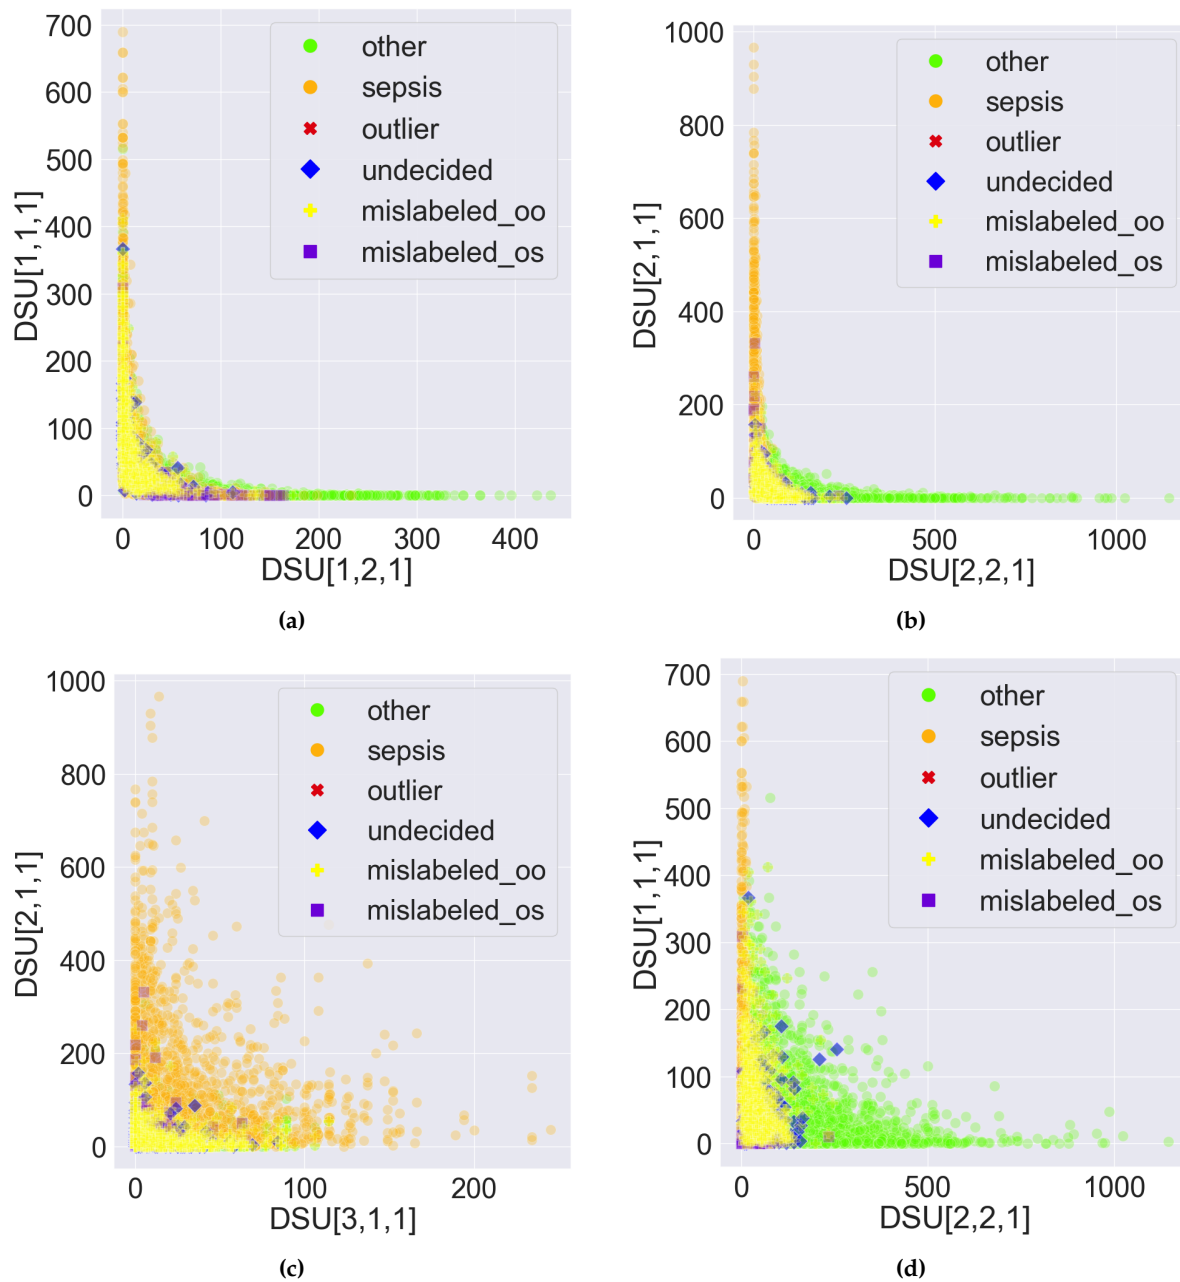 700
600
500
400
300
200
100
0
DSU[1,1,1]
other
sepsis
outlier
undecided
mislabeled_oo
mislabeled_os
0
100
200
300
400
DSU[1,2,1]
(a)
1000
800
600
400
200
0
DSU[2,1,1]
other
sepsis
outlier
undecided
mislabeled_oo
mislabeled_os
0
500
1000
DSU[2,2,1]
(b)
1000
800
600
400
200
0
DSU[2,1,1]
other
sepsis
outlier
undecided
mislabeled_oo
mislabeled_os
0
100
200
DSU[3,1,1]
(c)
700
600
500
400
300
200
100
0
DSU[1,1,1]
other
sepsis
outlier
undecided
mislabeled_oo
mislabeled_os
0
500
1000
DSU[2,2,1]
(d)